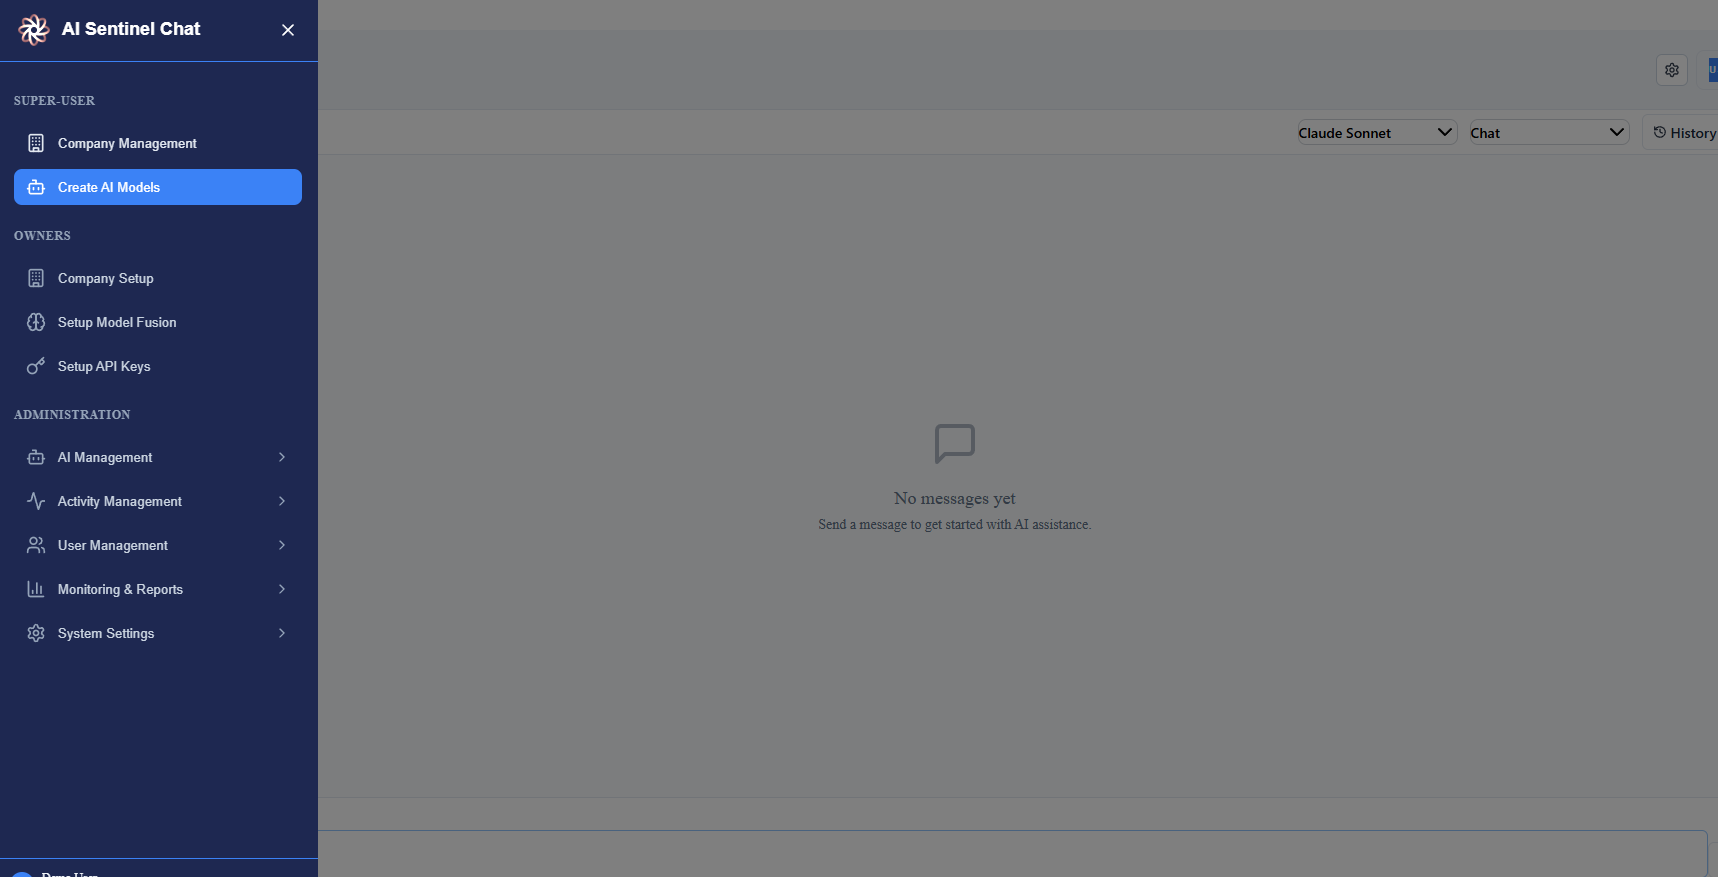 AI Sentinel Chat
SUPER-USER
Company Management
Create AI Models
OWNERS
Company Setup
Setup Model Fusion
Setup API Keys
ADMINISTRATION
AI Management
Activity Management
User Management
Monitoring & Reports
System Settings
Claude Sonnet
Chat
History
No messages yet
Send a message to get started with AI assistance.
U